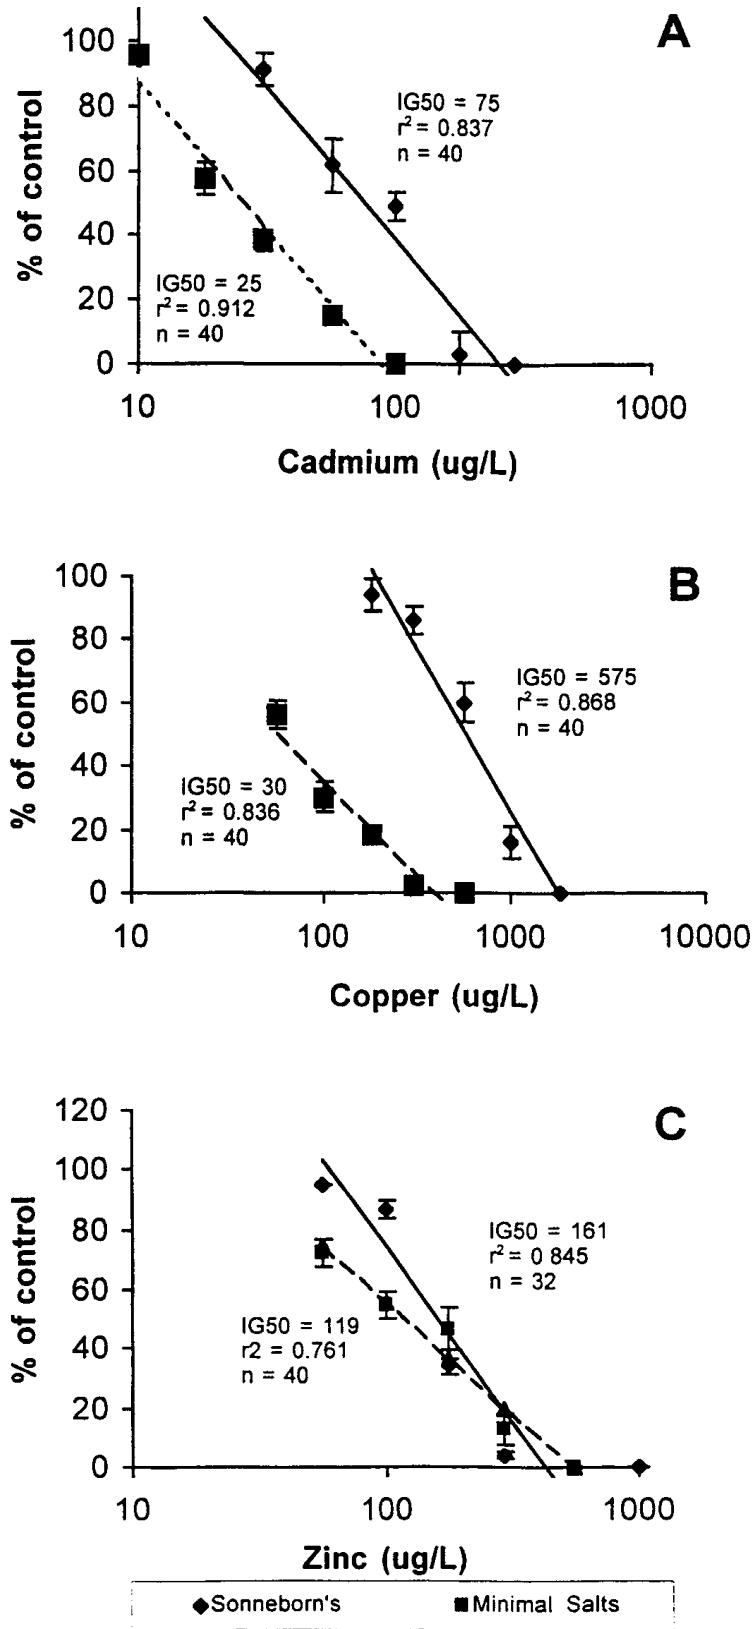 A
100
80
60
40
20
0
% of control
IG50 = 75
r² = 0.837
n = 40
IG50 = 25
r² = 0.912
n = 40
10 100 1000
Cadmium (ug/L)
B
100
80
60
40
20
0
% of control
IG50 = 575
r² = 0.868
n = 40
IG50 = 30
r² = 0.836
n = 40
10 100 1000 10000
Copper (ug/L)
C
120
100
80
60
40
20
0
% of control
IG50 = 161
r² = 0 845
n = 32
IG50 = 119
r2 = 0.761
n = 40
10 100 1000
Zinc (ug/L)
Sonneborn's Minimal Salts